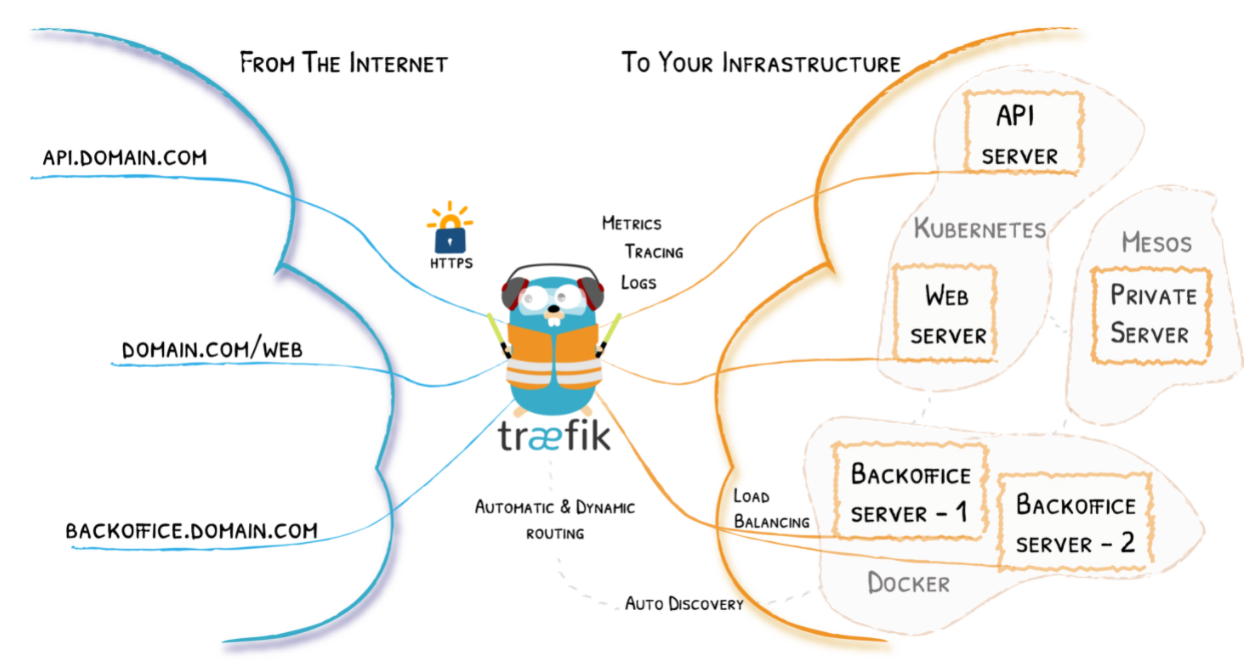 FROM THE INTERNET
TO YOUR INFRASTRUCTURE
API.DOMAIN.COM
HTTPS
METRICS
TRACING
LOGS
API
SERVER
KUBERNETES
MESOS
WEB
SERVER
PRIVATE
SERVER
DOMAIN.COM/WEB
træfik
BACKOFFICE.DOMAIN.COM
AUTOMATIC & DYNAMIC
ROUTING
LOAD
BALANCING
BACKOFFICE
SERVER - 1
BACKOFFICE
SERVER - 2
DOCKER
AUTO DISCOVERY